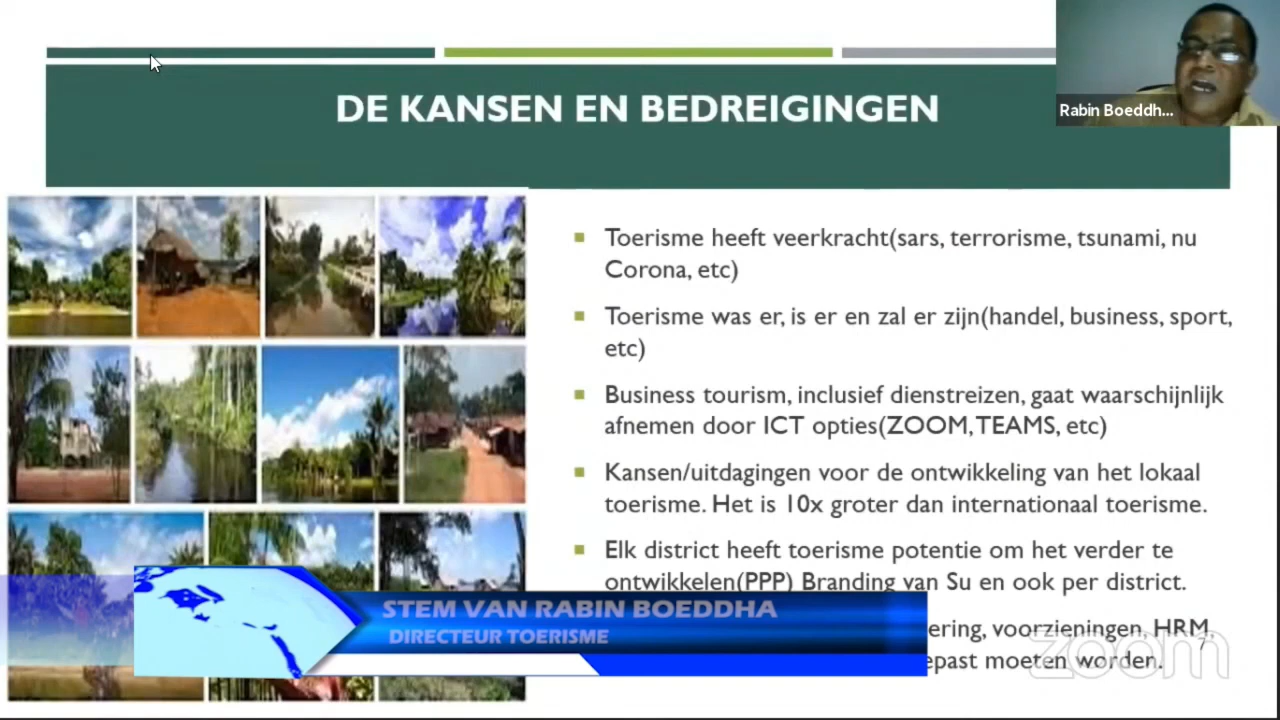 DE KANSEN EN BEDREIGINGEN
Rabin Boeddh...
Toerisme heeft veerkracht(sars, terrorisme, tsunami, nu
Corona, etc)
Toerisme was er, is er en zal er zijn(handel, business, sport,
etc)
Business tourism, inclusief dienstreizen, gaat waarschijnlijk
afnemen door ICT opties(ZOOM, TEAMS, etc)
Kansen/uitdagingen voor de ontwikkeling van het lokaal
toerisme. Het is 10x groter dan internationaal toerisme.
Elk district heeft toerisme potentie om het verder te
ontwikkelen(PPP) Branding van Su en ook per district.
ering, voorzieningen, HRM,
epast moeten worden.
7
zoom
STEM VAN RABIN BOEDDHA
DIRECTEUR TOERISME